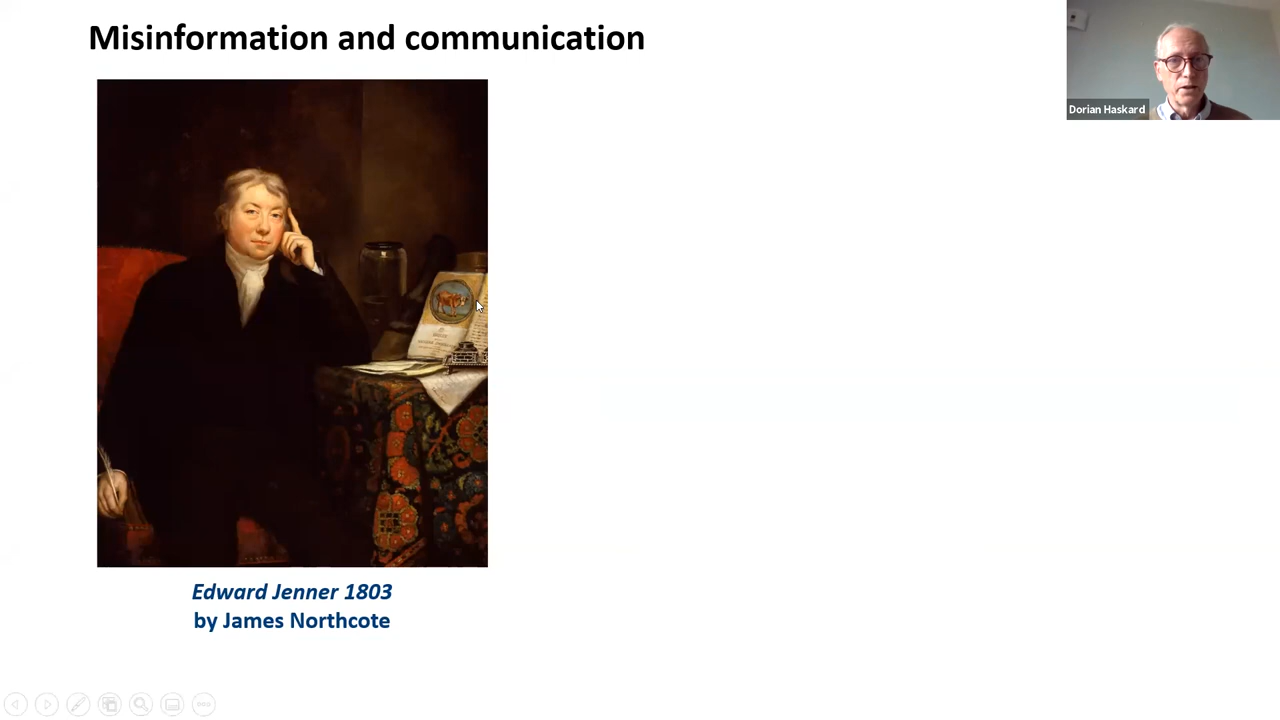 Misinformation and communication
Dorian Haskard
Edward Jenner 1803
by James Northcote